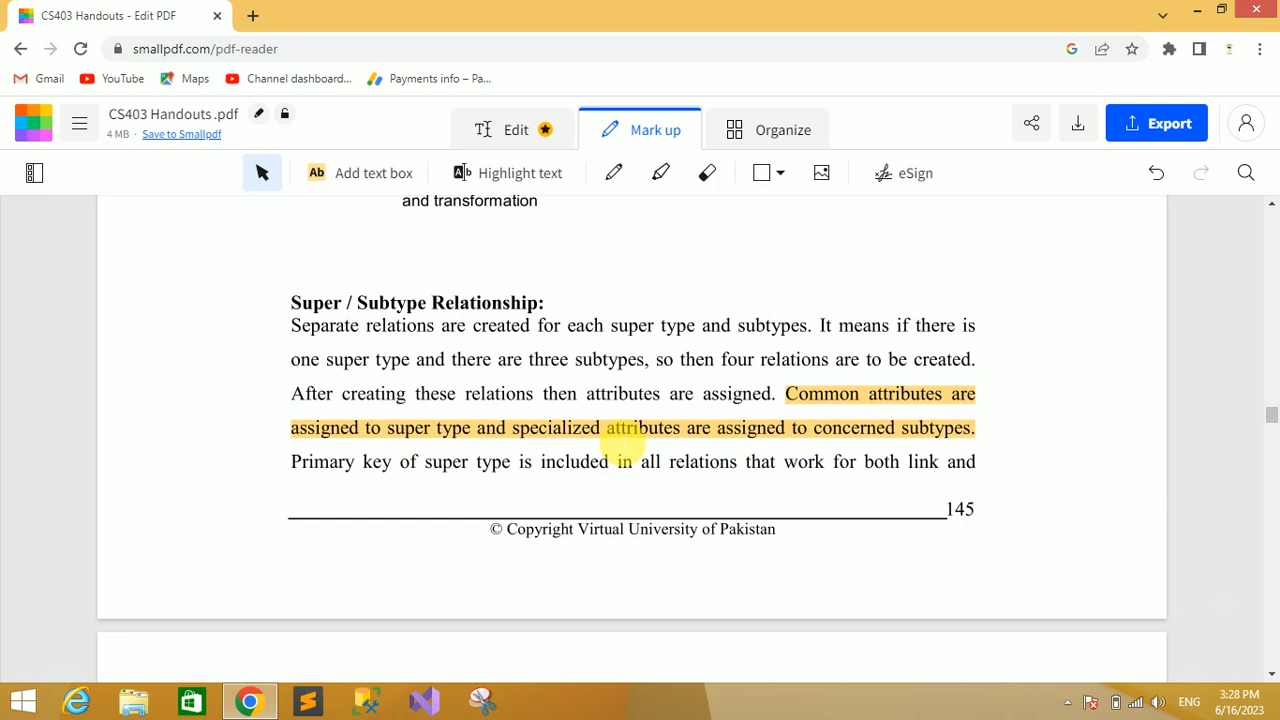 CS403 Handouts - Edit PDF
smallpdf.com/pdf-reader
Gmail YouTube Maps Channel dashboard... Payments info – Pa...
CS403 Handouts .pdf
4 MB · Save to Smallpdf
Edit Mark up Organize Export
Ab Add text box Highlight text eSign
and transformation
Super / Subtype Relationship:
Separate relations are created for each super type and subtypes. It means if there is
one super type and there are three subtypes, so then four relations are to be created.
After creating these relations then attributes are assigned. Common attributes are
assigned to super type and specialized attributes are assigned to concerned subtypes.
Primary key of super type is included in all relations that work for both link and
145
© Copyright Virtual University of Pakistan
ENG
3:28 PM
6/16/2023